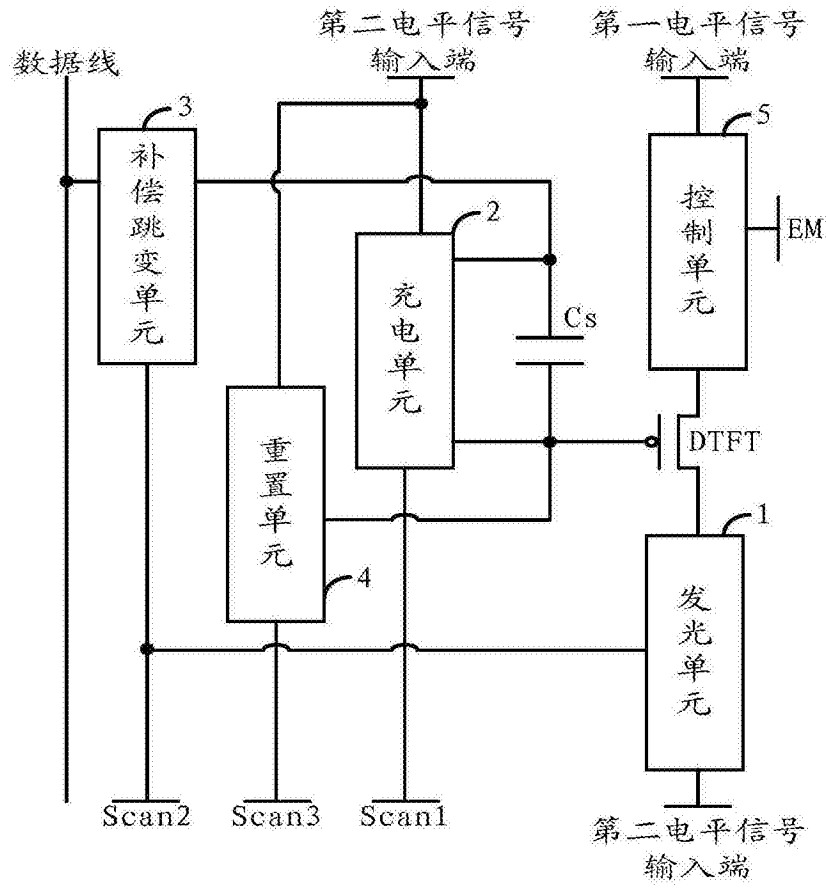 第二电平信号
输入端
第一电平信号
输入端
数据线
3
5
补偿跳变单元
2
控制单元
EM
充电单元
Cs
DTFT
重置单元
1
4
发光单元
Scan2
Scan3
Scan1
第二电平信号
输入端